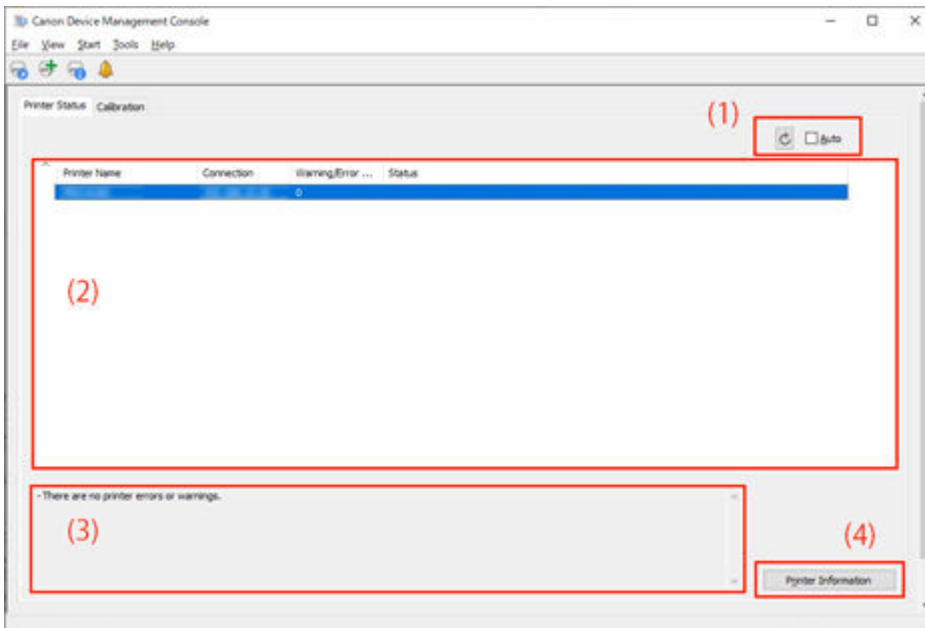 Canon Device Management Console
File View Start Tools Help
Printer Status Calibration
(1)
Auto
Printer Name Connection Warning/Error ... Status
0
(2)
- There are no printer errors or warnings.
(3)
(4)
Printer Information